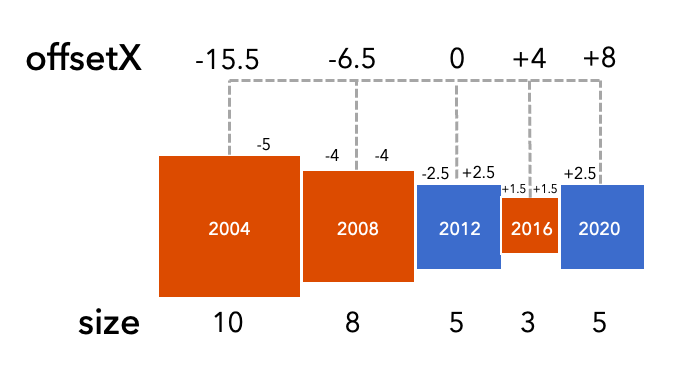 offsetX -15.5 -6.5 0 +4 +8
-5 -4 -4 -2.5 +2.5 +1.5 +1.5 +2.5
2004 2008 2012 2016 2020
size 10 8 5 3 5